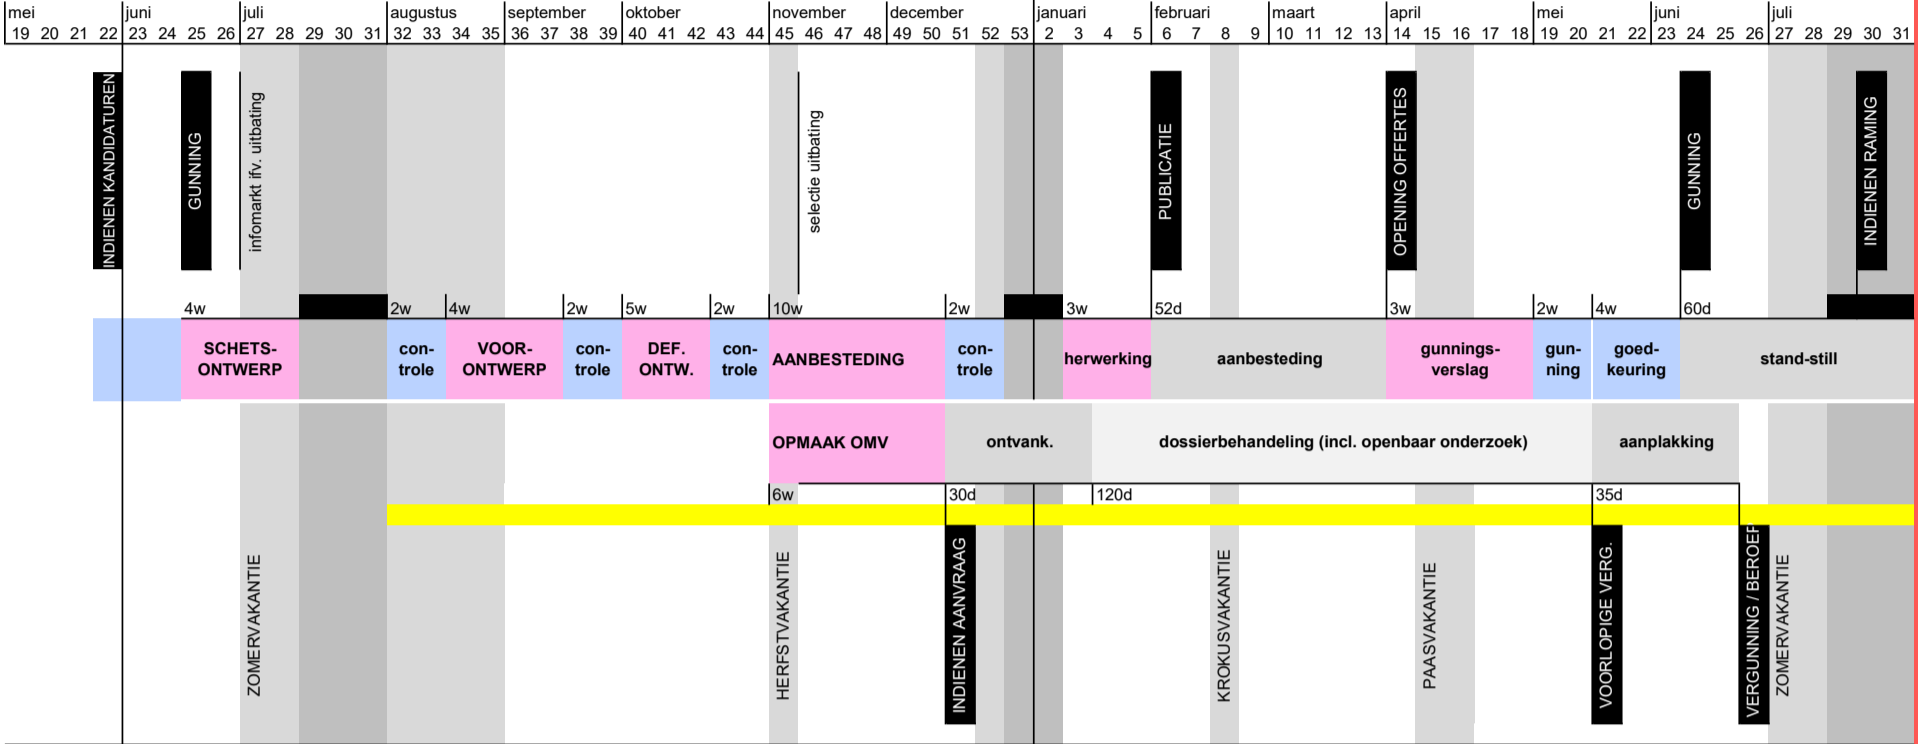 mei juni juli augustus september oktober november december januari februari maart april mei juni juli
19 20 21 22 23 24 25 26 27 28 29 30 31 32 33 34 35 36 37 38 39 40 41 42 43 44 45 46 47 48 49 50 51 52 53 2 3 4 5 6 7 8 9 10 11 12 13 14 15 16 17 18 19 20 21 22 23 24 25 26 27 28 29 30 31
INDIENEN KANDIDATUREN
GUNNING
infomarkt ifv. uitbating
selectie uitbating
PUBLICATIE
OPENING OFFERTES
GUNNING
INDIENEN RAMING
4w 2w 4w 2w 5w 2w 10w 2w 3w 52d 3w 2w 4w 60d
SCHETS-
ONTWERP
con-
trole
VOOR-
ONTWERP
con-
trole
DEF.
ONTW.
con-
trole
AANBESTEDING
con-
trole
herwerking
aanbesteding
gunnings-
verslag
gun-
ning
goed-
keuring
stand-still
OPMAAK OMV
ontvank.
dossierbehandeling (incl. openbaar onderzoek)
aanplakking
6w 30d 120d 35d
ZOMERVAKANTIE
HERFSTVAKANTIE
INDIENEN AANVRAAG
KROKUSVAKANTIE
PAASVAKANTIE
VOORLOPIGE VERG.
VERGUNNING / BEROEP
ZOMERVAKANTIE